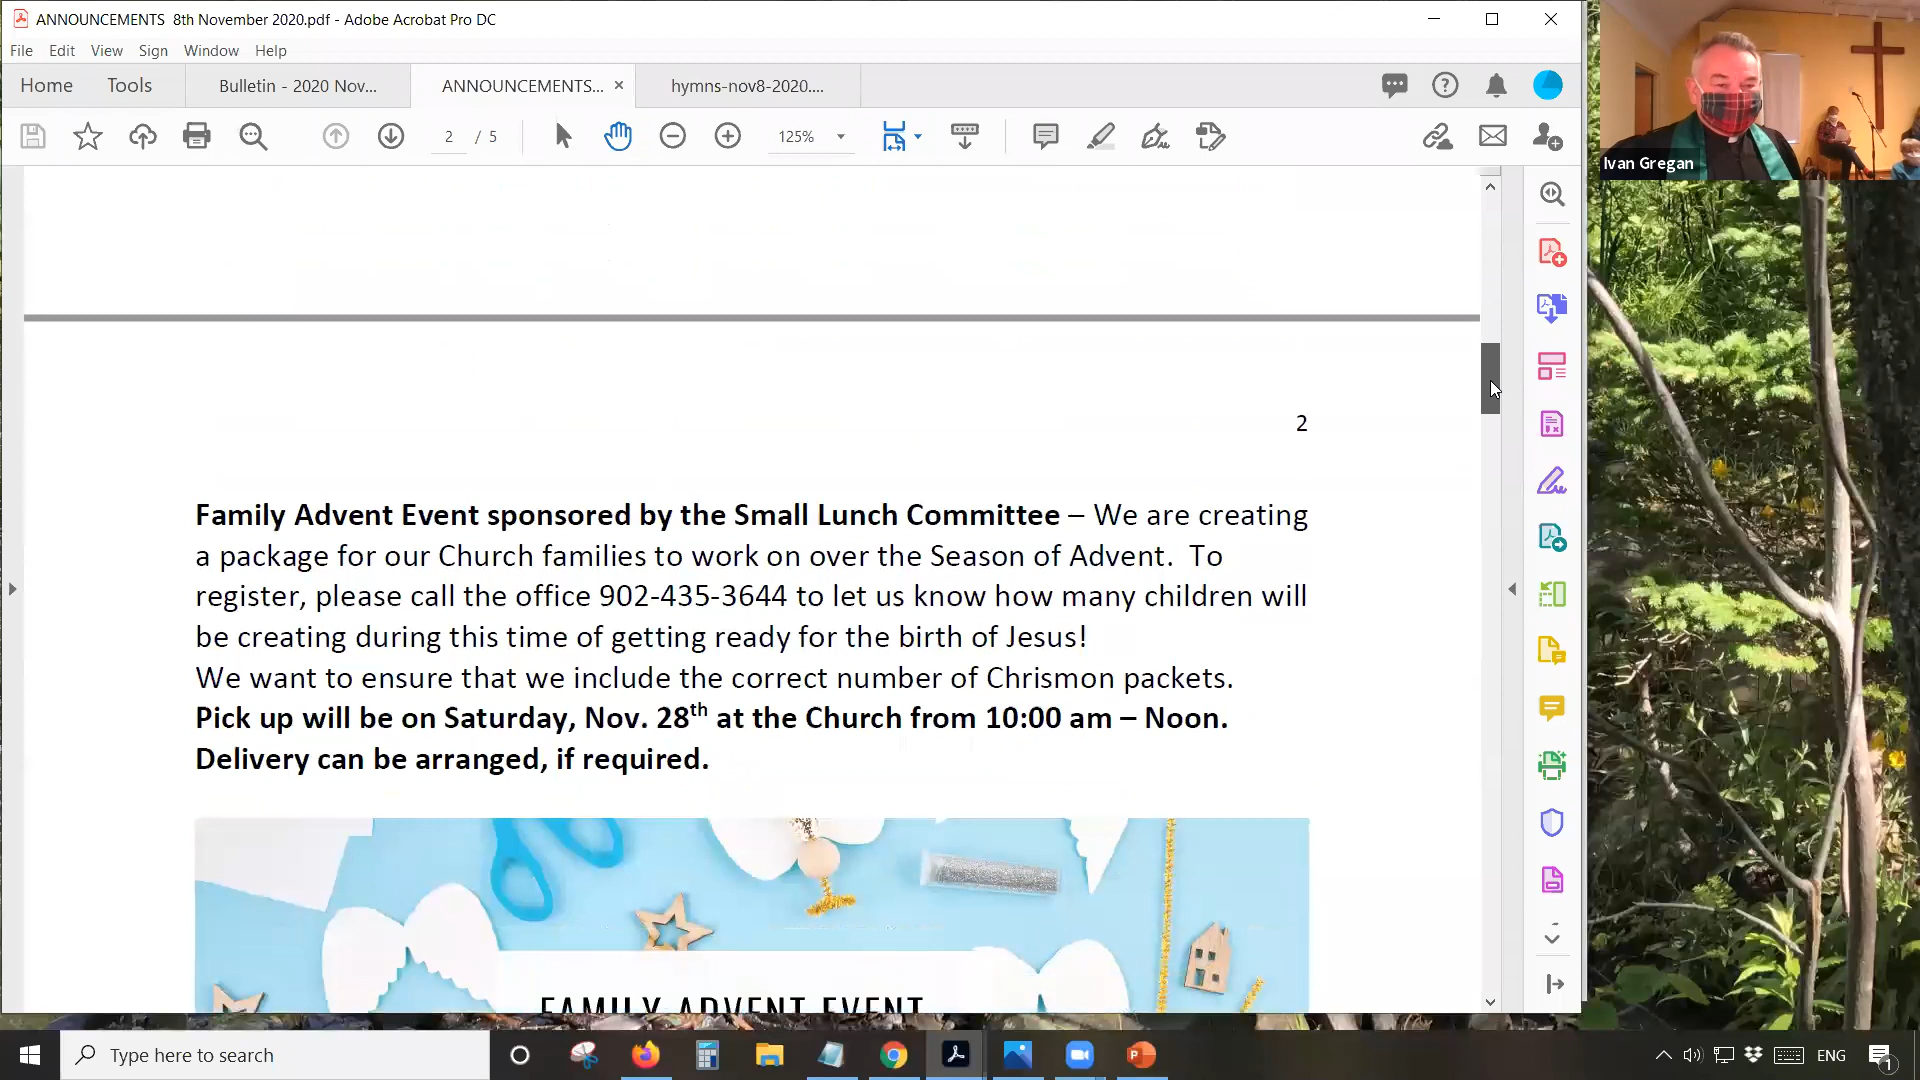 ANNOUNCEMENTS  8th November 2020.pdf - Adobe Acrobat Pro DC
File Edit View Sign Window Help
Home Tools Bulletin - 2020 Nov... ANNOUNCEMENTS... × hymns-nov8-2020....
2 / 5 125%
Ivan Gregan
2
Family Advent Event sponsored by the Small Lunch Committee – We are creating
a package for our Church families to work on over the Season of Advent.  To
register, please call the office 902-435-3644 to let us know how many children will
be creating during this time of getting ready for the birth of Jesus!
We want to ensure that we include the correct number of Chrismon packets.
Pick up will be on Saturday, Nov. 28th at the Church from 10:00 am – Noon.
Delivery can be arranged, if required.
FAMILY ADVENT EVENT
Type here to search
ENG
1